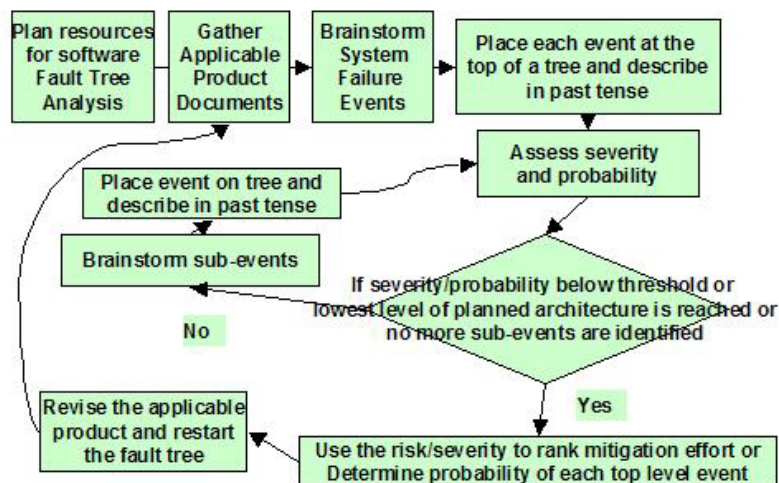 Plan resources
for software
Fault Tree
Analysis
Gather
Applicable
Product
Documents
Brainstorm
System
Failure
Events
Place each event at the
top of a tree and describe
in past tense
Assess severity
and probability
Place event on tree and
describe in past tense
Brainstorm sub-events
If severity/probability below threshold or
lowest level of planned architecture is reached or
no more sub-events are identified
No
Yes
Revise the applicable
product and restart
the fault tree
Use the risk/severity to rank mitigation effort or
Determine probability of each top level event